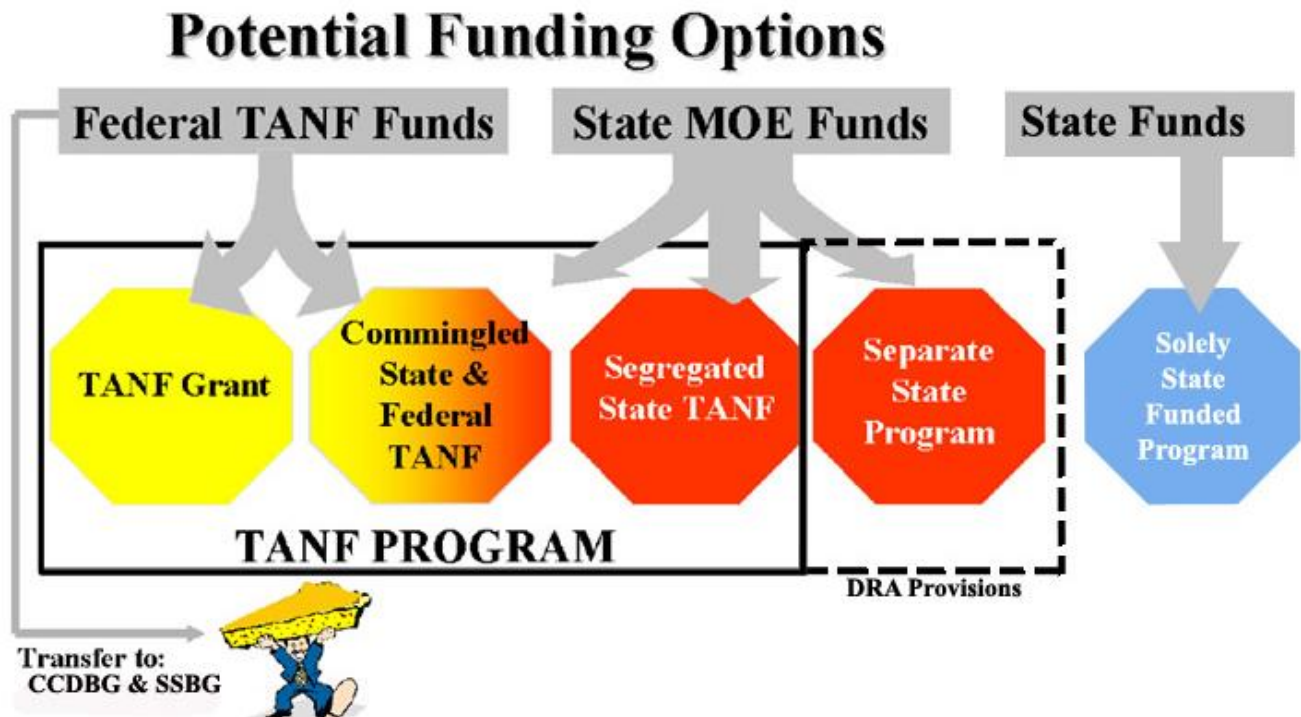 Potential Funding Options
Federal TANF Funds
State MOE Funds
State Funds
TANF Grant
Commingled
State &
Federal
TANF
Segregated
State TANF
Separate
State
Program
Solely
State
Funded
Program
TANF PROGRAM
DRA Provisions
Transfer to:
CCDBG & SSBG